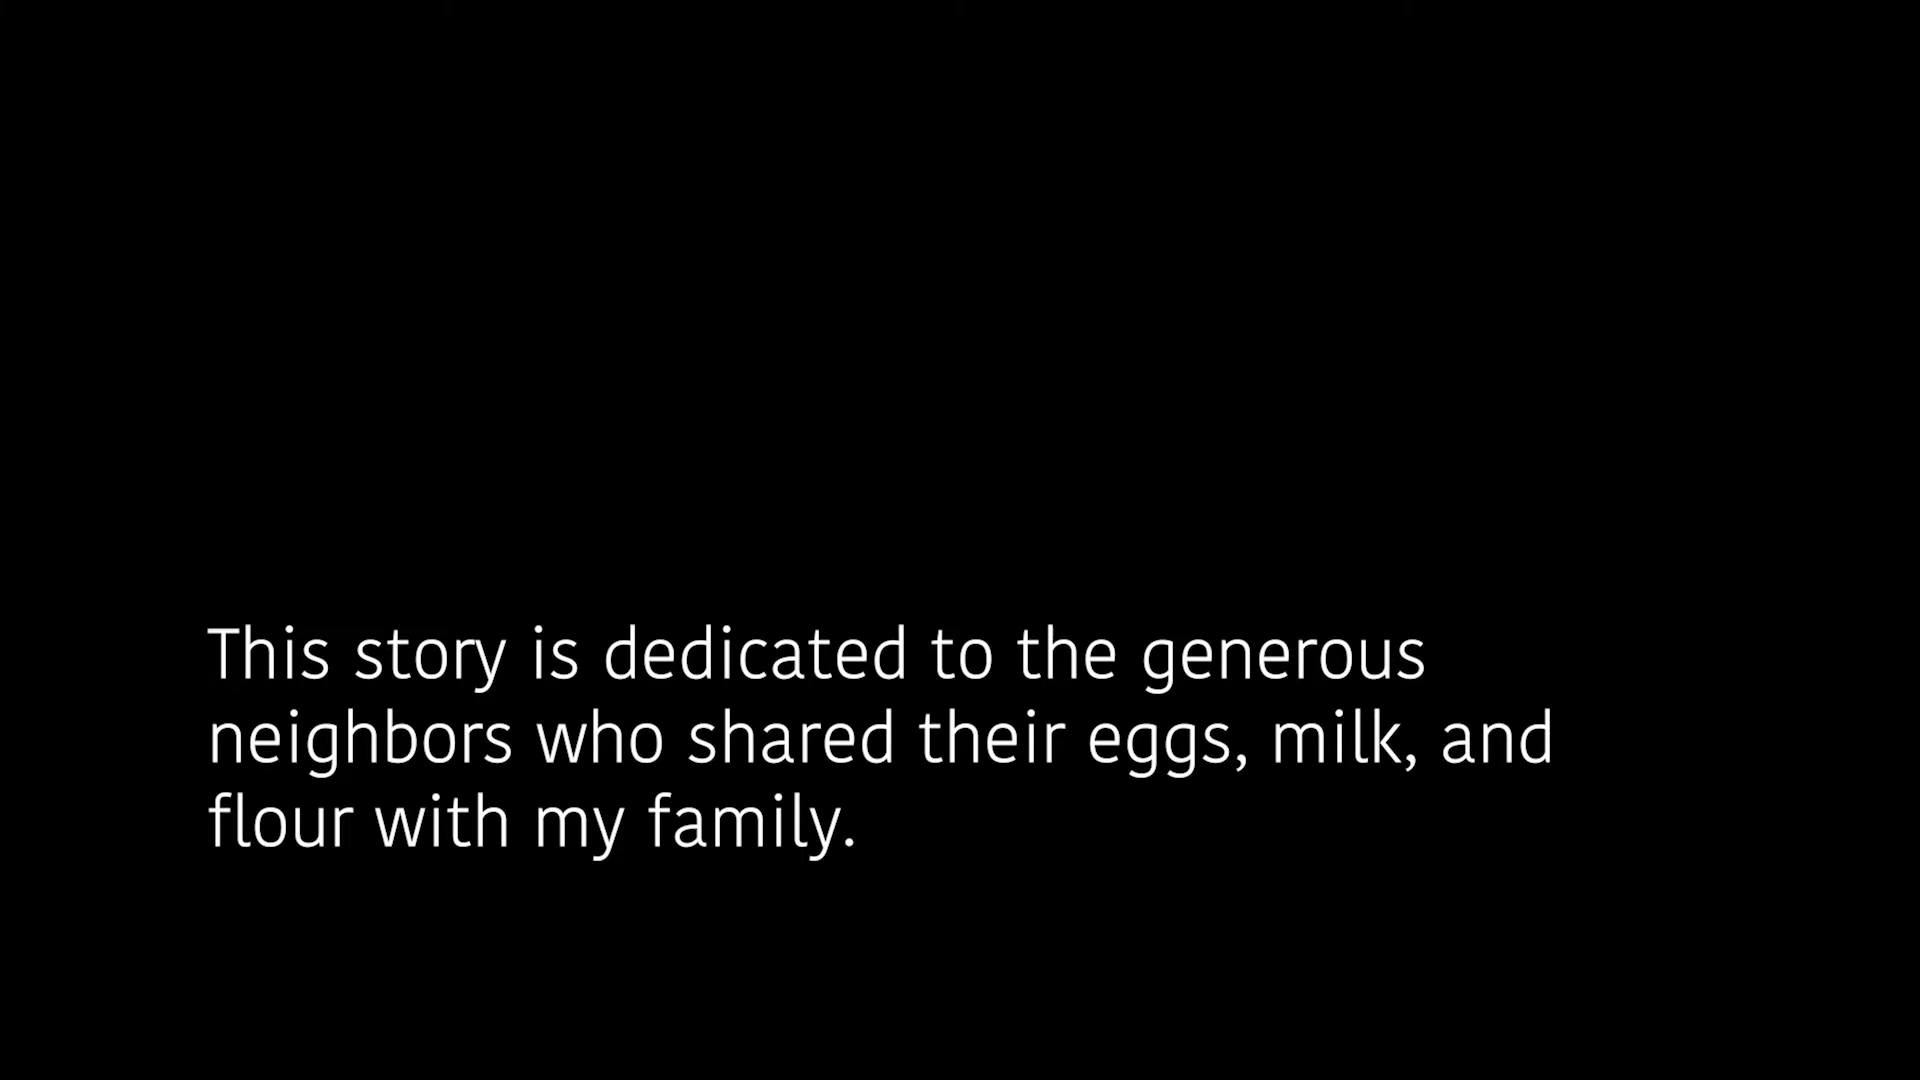 This story is dedicated to the generous
neighbors who shared their eggs, milk, and
flour with my family.